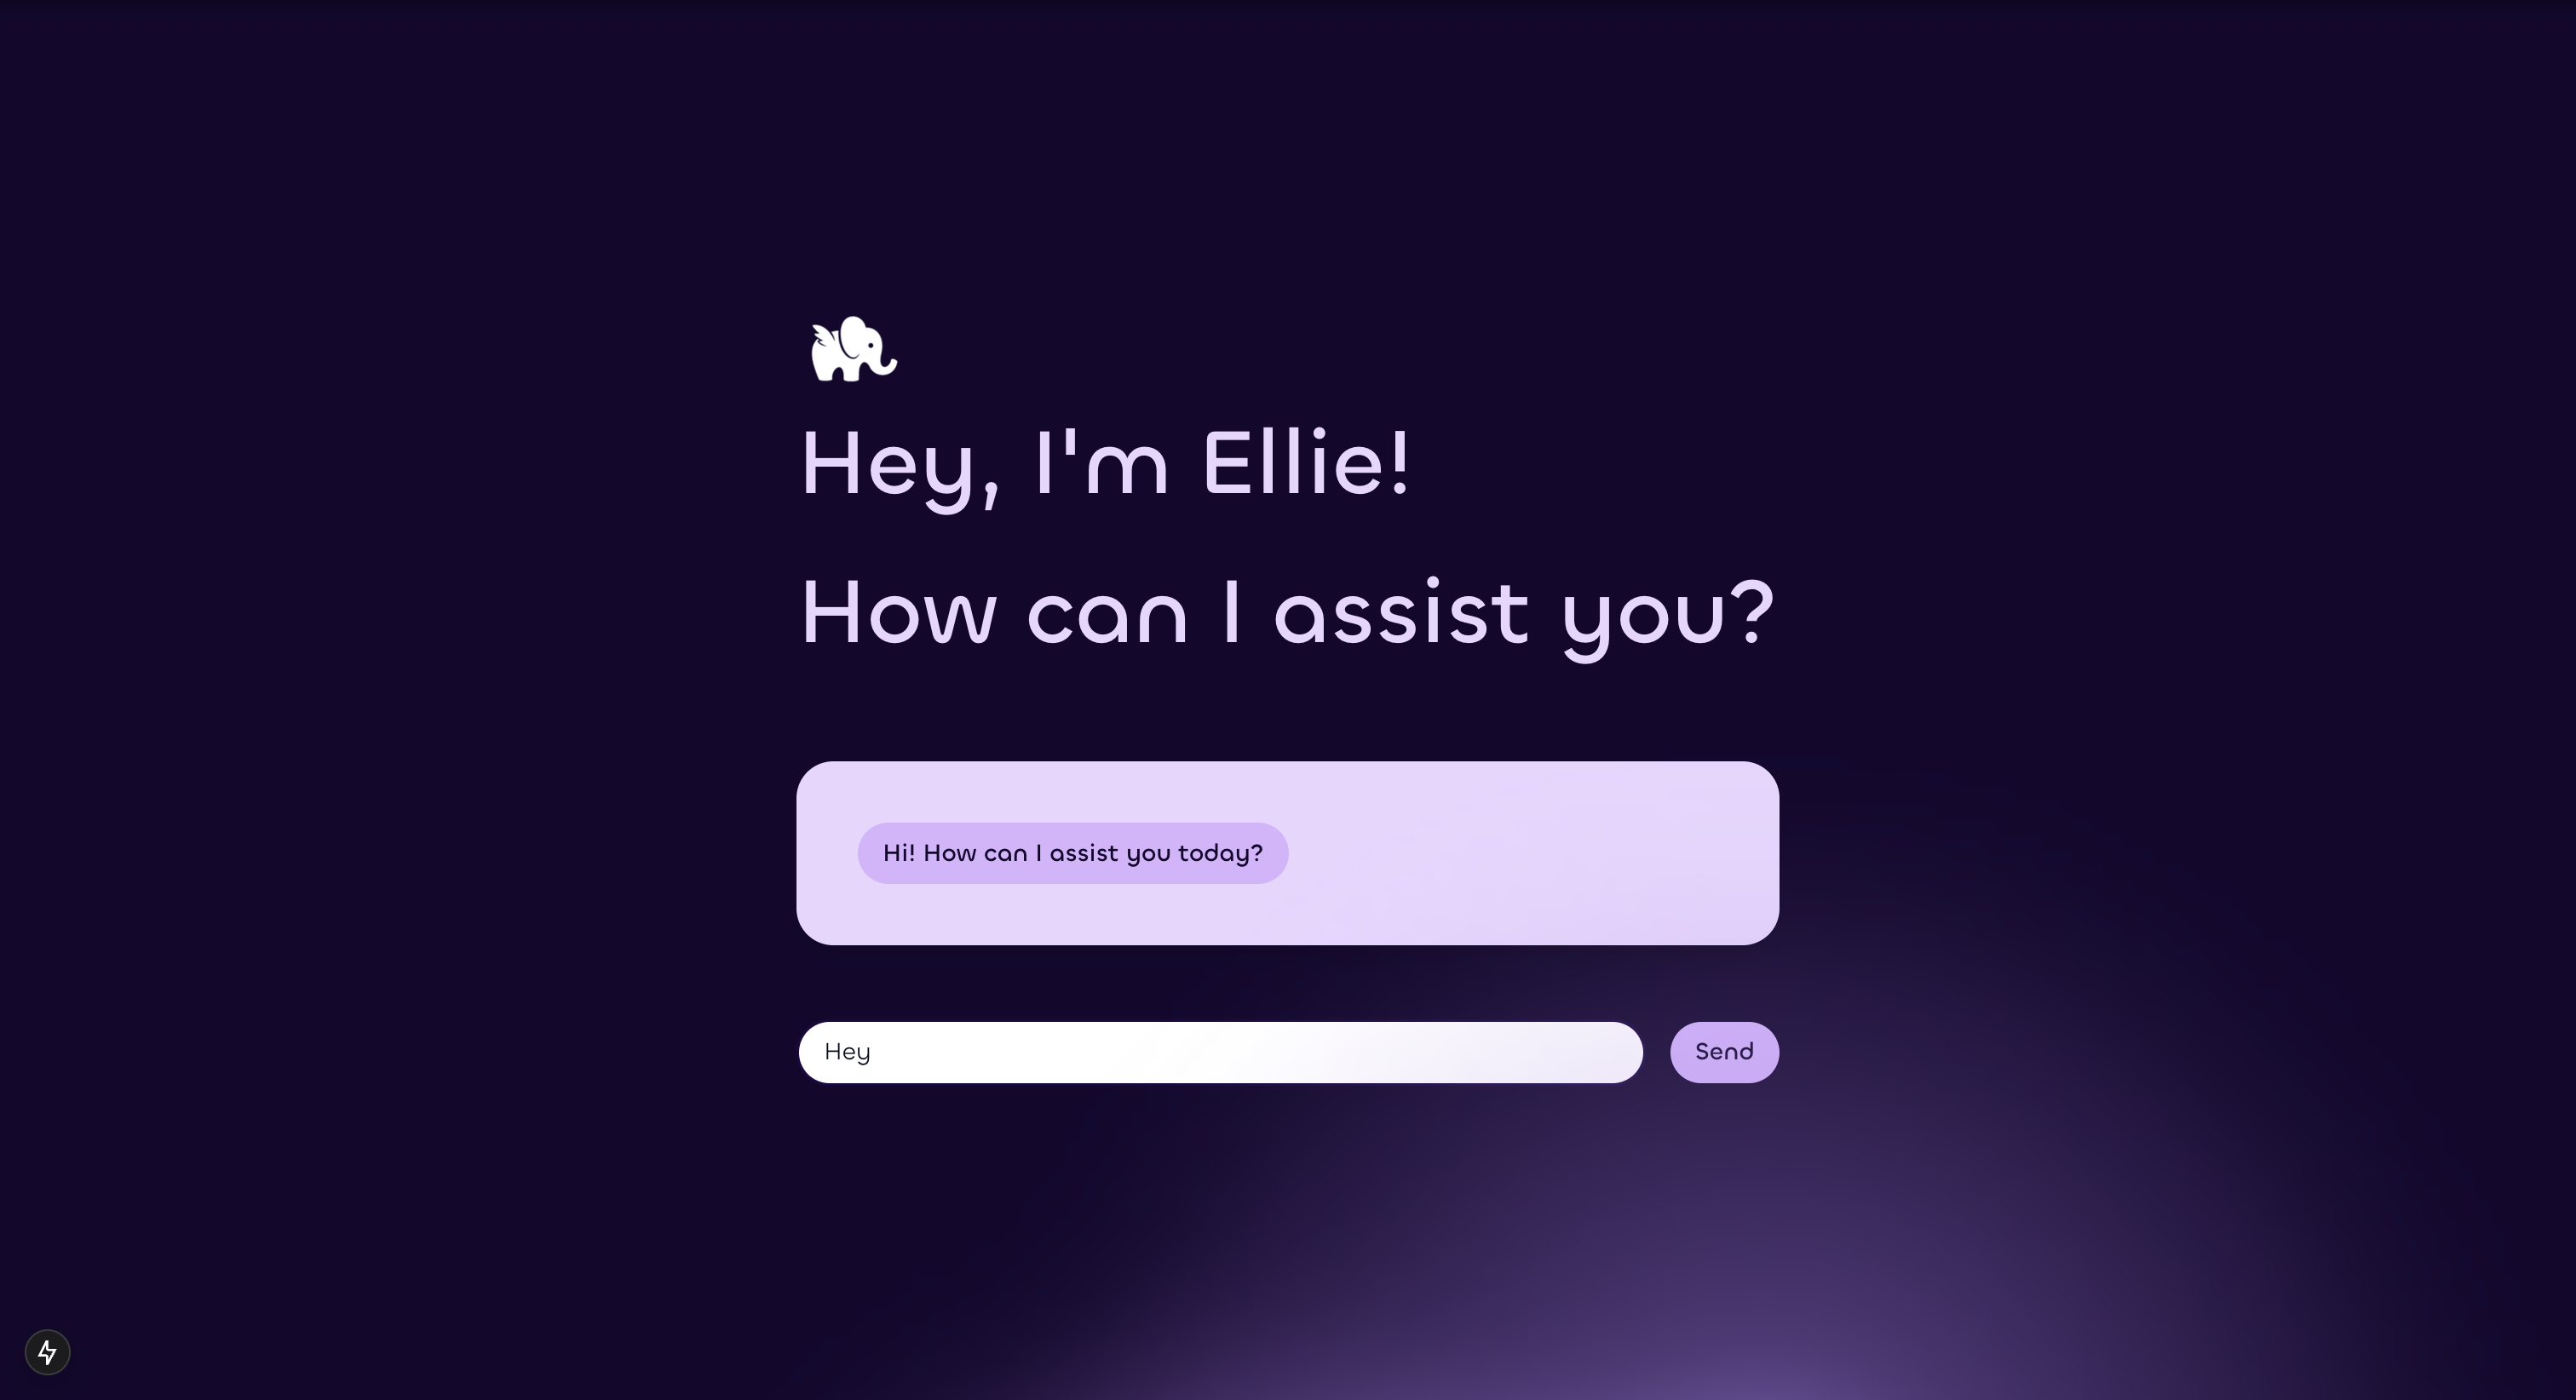 Hey, I'm Ellie!
How can I assist you?
Hi! How can I assist you today?
Hey
Send